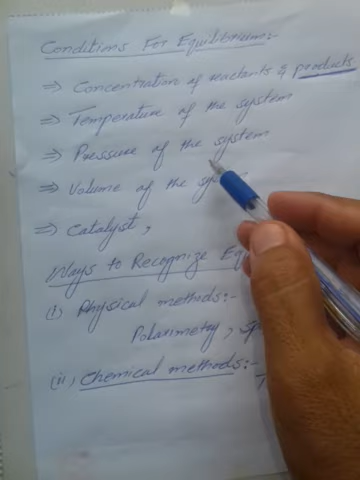 Conditions For Equilibrium:-
⇒ Concentration of reactants & products
⇒ Temperature of the system
⇒ Pressure of the system
⇒ Volume of the
⇒ Catalyst,
Ways to Recognize
(i) Physical methods:-
Polarimetry,
(ii) Chemical methods:-